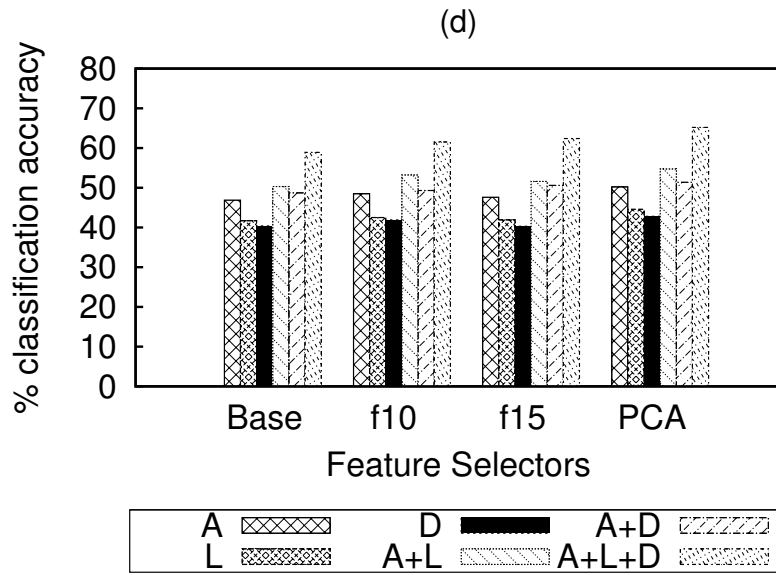 (d)
80
70
60
50
40
30
20
10
0
% classification accuracy
Base f10 f15 PCA
Feature Selectors
A D A+D
L A+L A+L+D